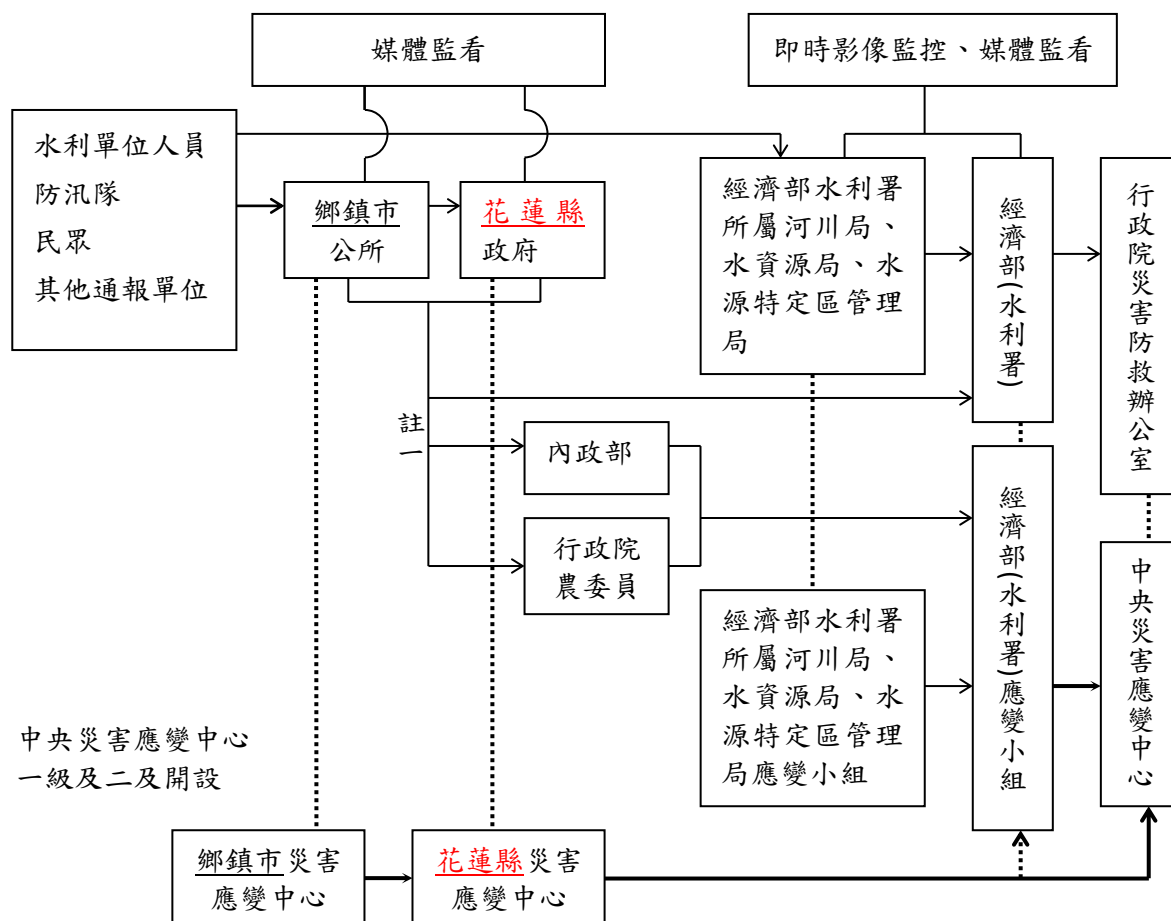 媒體監看
即時影像監控、媒體監看
水利單位人員
防汛隊
民眾
其他通報單位
鄉鎮市
公所
花蓮縣
政府
經濟部水利署
所屬河川局、
水資源局、水
源特定區管理
局
經濟部(水利署)
行政院災害防救辦公室
註一
內政部
行政院
農委員
經濟部水利署
所屬河川局、
水資源局、水
源特定區管理
局應變小組
經濟部(水利署)應變小組
中央災害應變中心
中央災害應變中心
一級及二及開設
鄉鎮市災害
應變中心
花蓮縣災害
應變中心